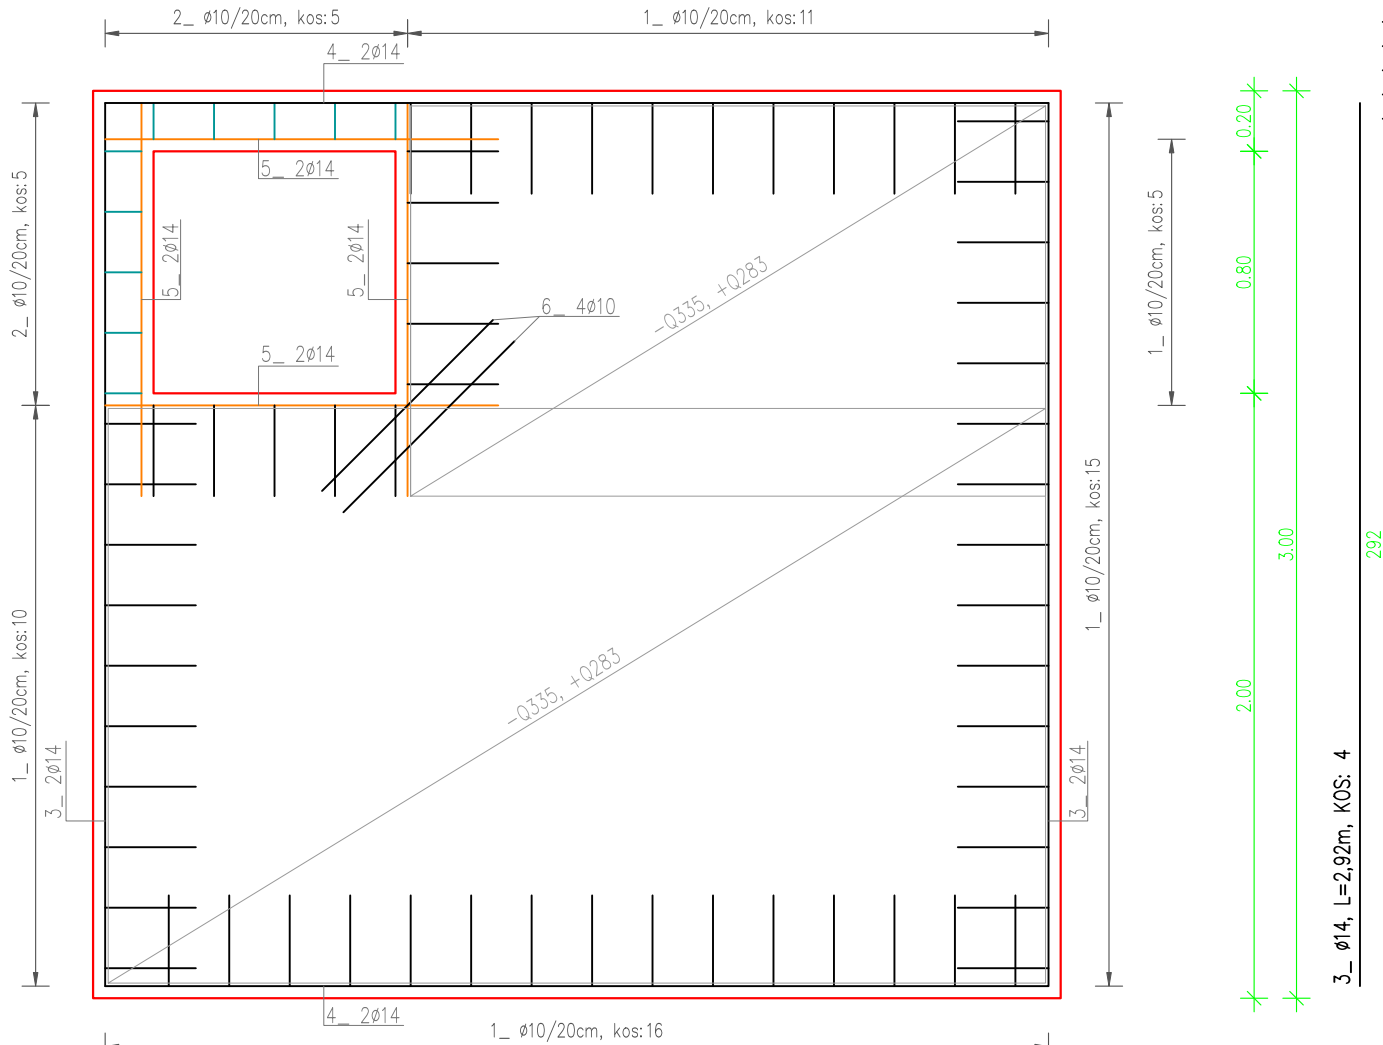 2_ ø10/20cm, kos:5
1_ ø10/20cm, kos:11
4_ 2ø14
5_ 2ø14
2_ ø10/20cm, kos:5
5_ 2ø14
5_ 2ø14
5_ 2ø14
6_ 4ø10
-Q335, +Q283
1_ ø10/20cm, kos:5
0.20
0.80
1_ ø10/20cm, kos:15
3.00
292
1_ ø10/20cm, kos:10
-Q335, +Q283
2.00
3_ 2ø14
3_ 2ø14
3_ ø14, L=2,92m, KOS: 4
4_ 2ø14
1_ ø10/20cm, kos:16